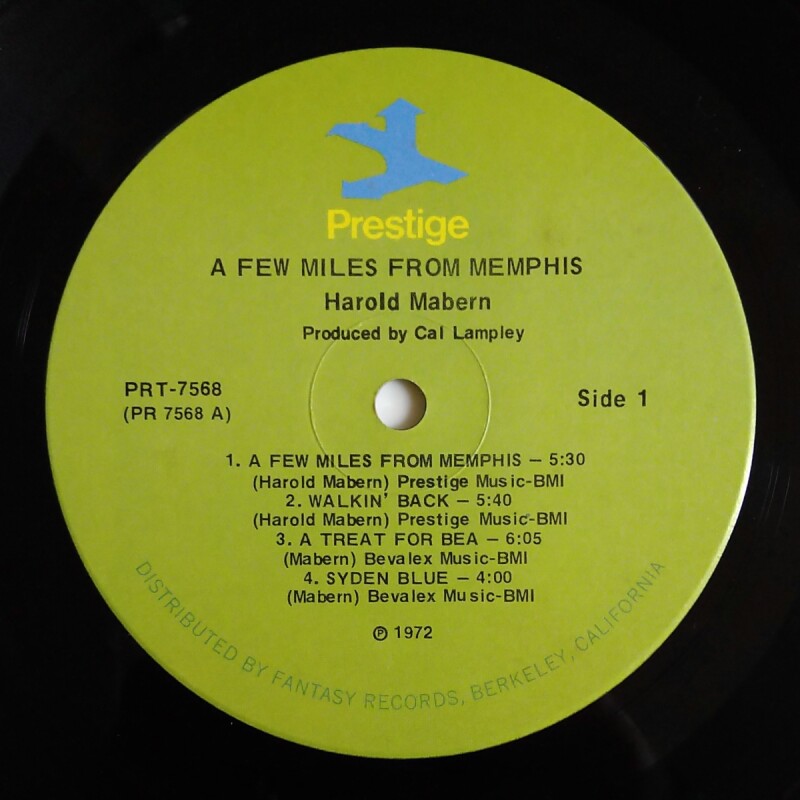 Prestige
A FEW MILES FROM MEMPHIS
Harold Mabern
Produced by Cal Lampley
PRT-7568
(PR 7568 A)
Side 1
1. A FEW MILES FROM MEMPHIS – 5:30
(Harold Mabern) Prestige Music-BMI
2. WALKIN' BACK – 5:40
(Harold Mabern) Prestige Music-BMI
3. A TREAT FOR BEA – 6:05
(Mabern) Bevalex Music-BMI
4. SYDEN BLUE – 4:00
(Mabern) Bevalex Music-BMI
℗ 1972
DISTRIBUTED BY FANTASY RECORDS, BERKELEY, CALIFORNIA